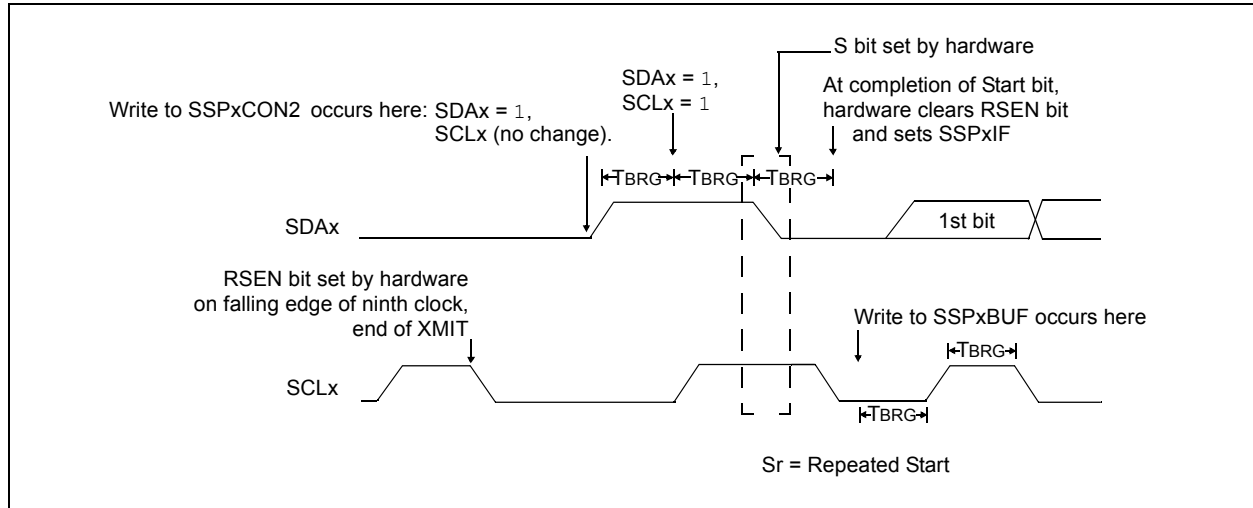 S bit set by hardware
SDAx = 1,
SCLx = 1
At completion of Start bit,
hardware clears RSEN bit
and sets SSPxIF
Write to SSPxCON2 occurs here: SDAx = 1,
SCLx (no change).
TBRG
TBRG
TBRG
SDAx
1st bit
RSEN bit set by hardware
on falling edge of ninth clock,
end of XMIT
Write to SSPxBUF occurs here
TBRG
SCLx
TBRG
Sr = Repeated Start